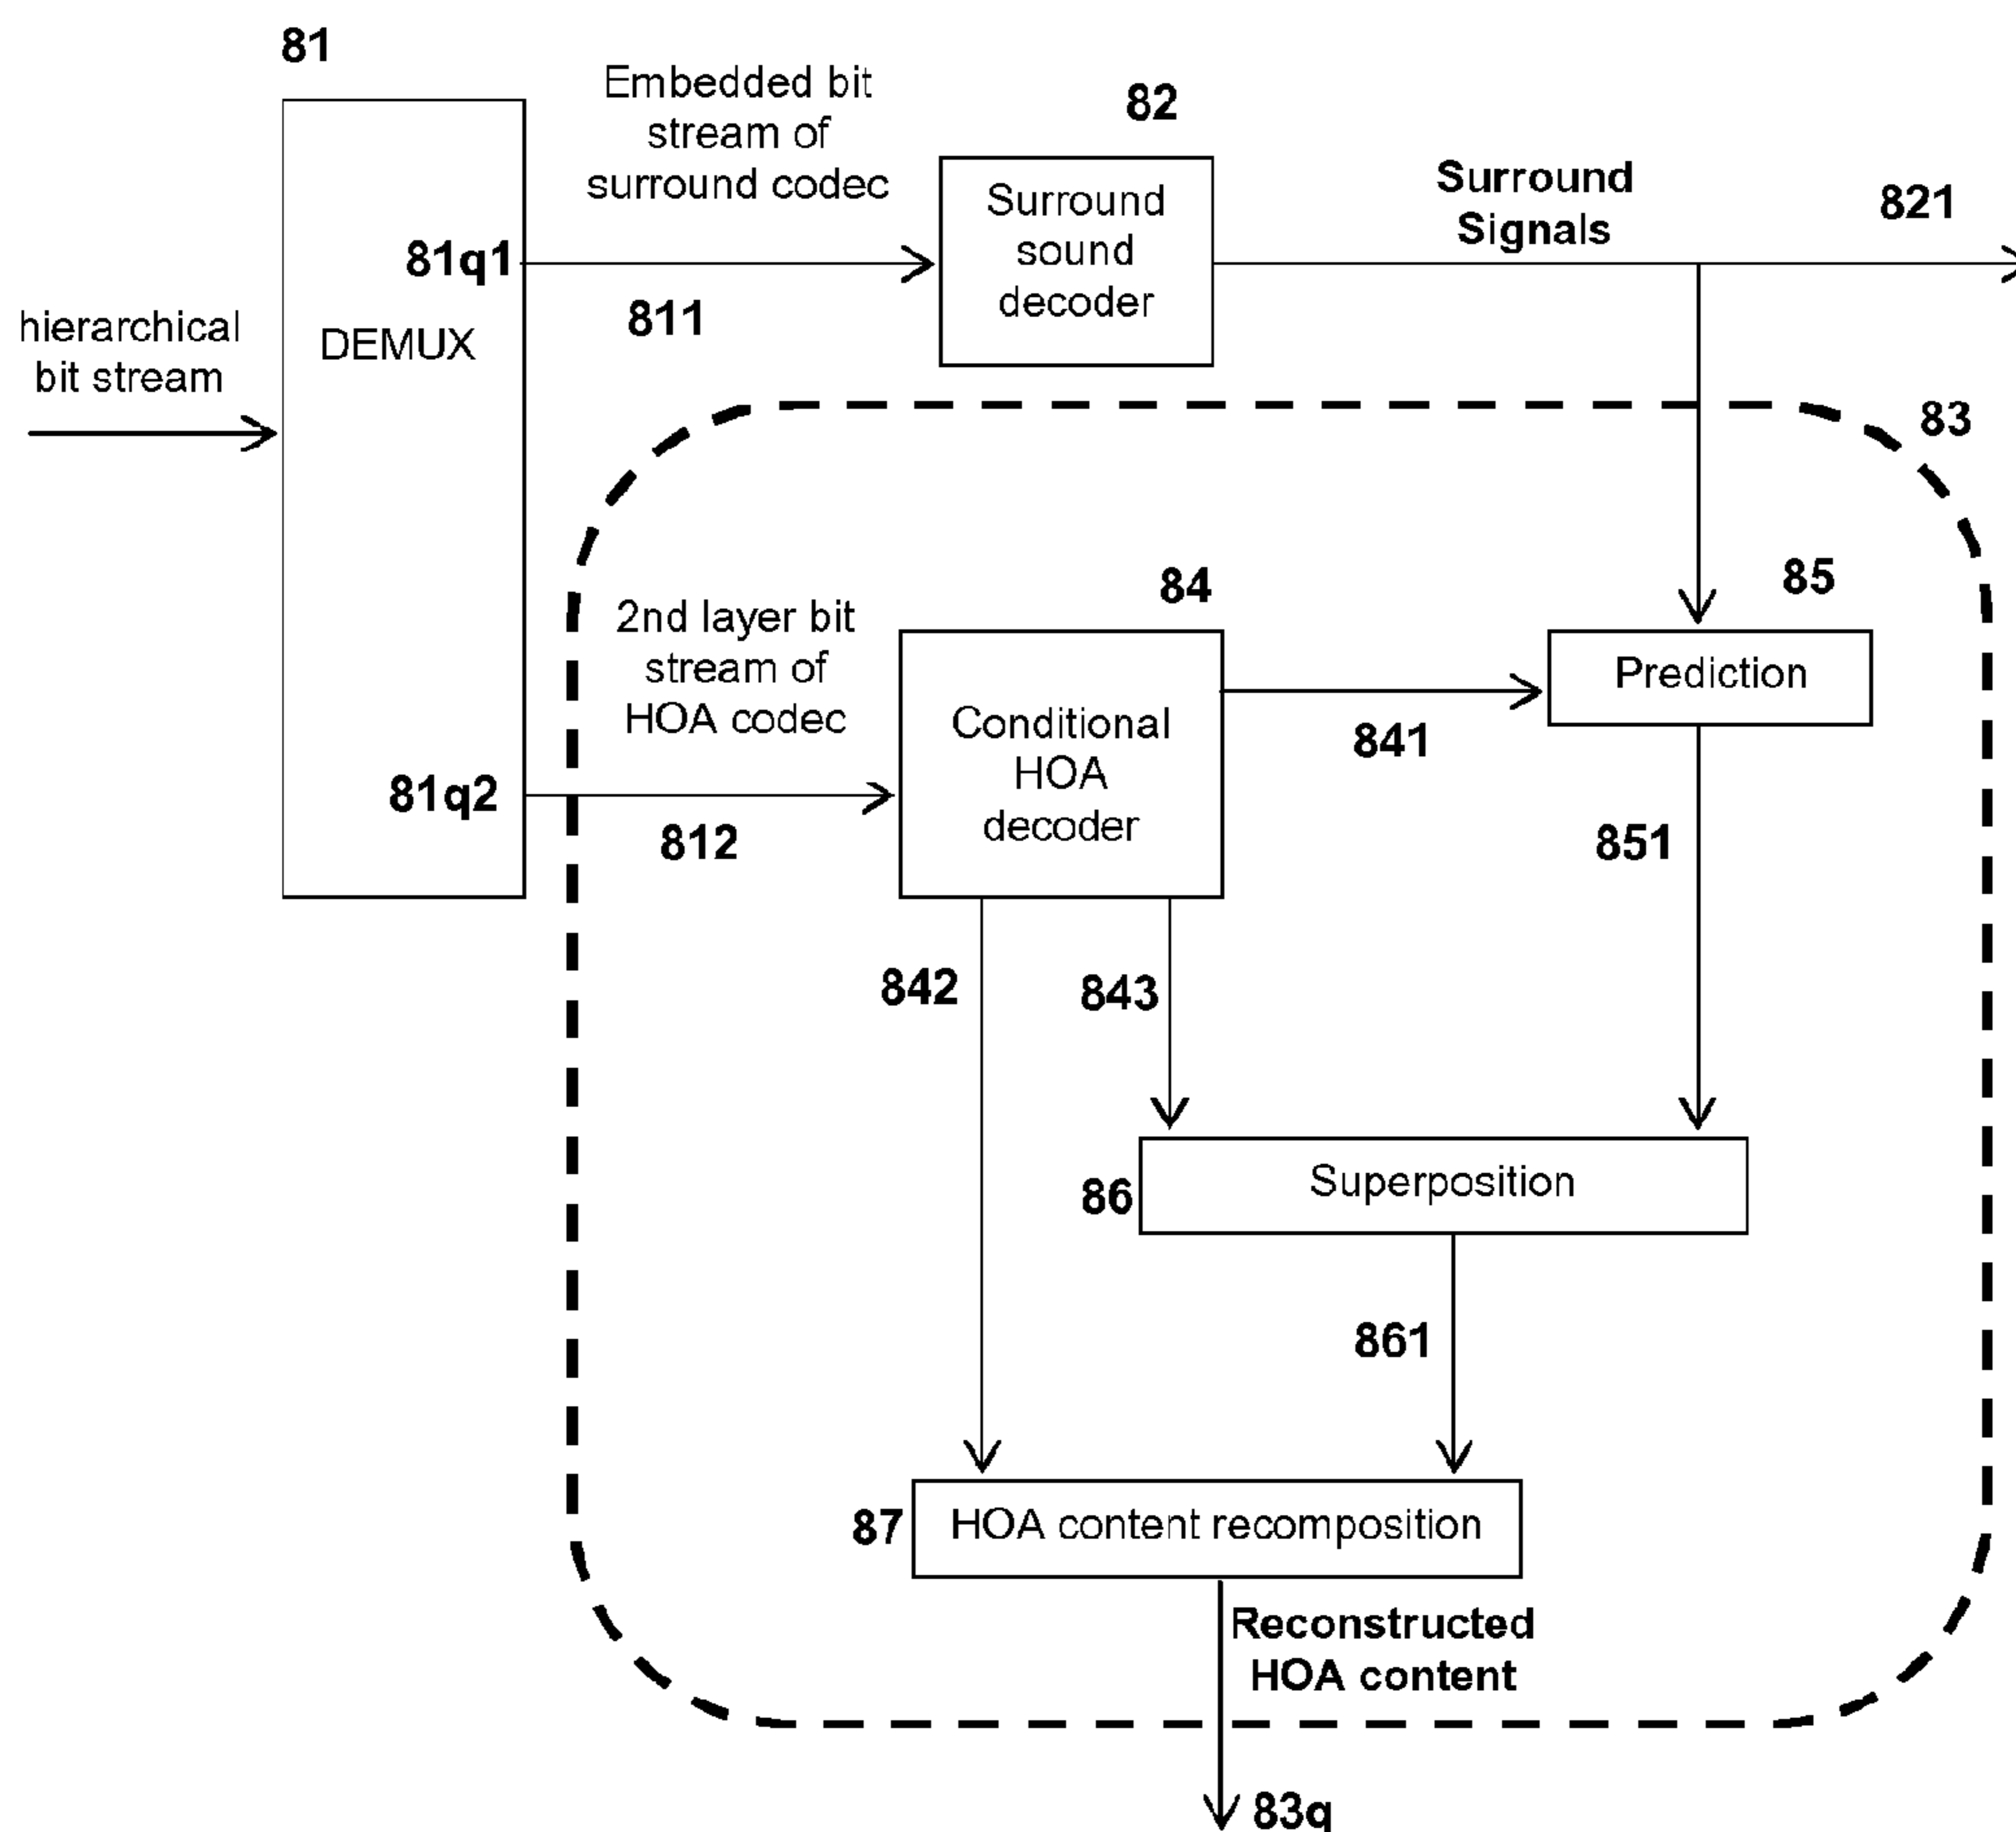 81
Embedded bit
stream of
surround codec
82
Surround
sound
decoder
Surround
Signals
821
81q1
811
hierarchical
bit stream
DEMUX
83
2nd layer bit
stream of
HOA codec
84
85
Conditional
HOA
decoder
Prediction
841
81q2
812
851
842
843
86
Superposition
861
87
HOA content recomposition
Reconstructed
HOA content
83q